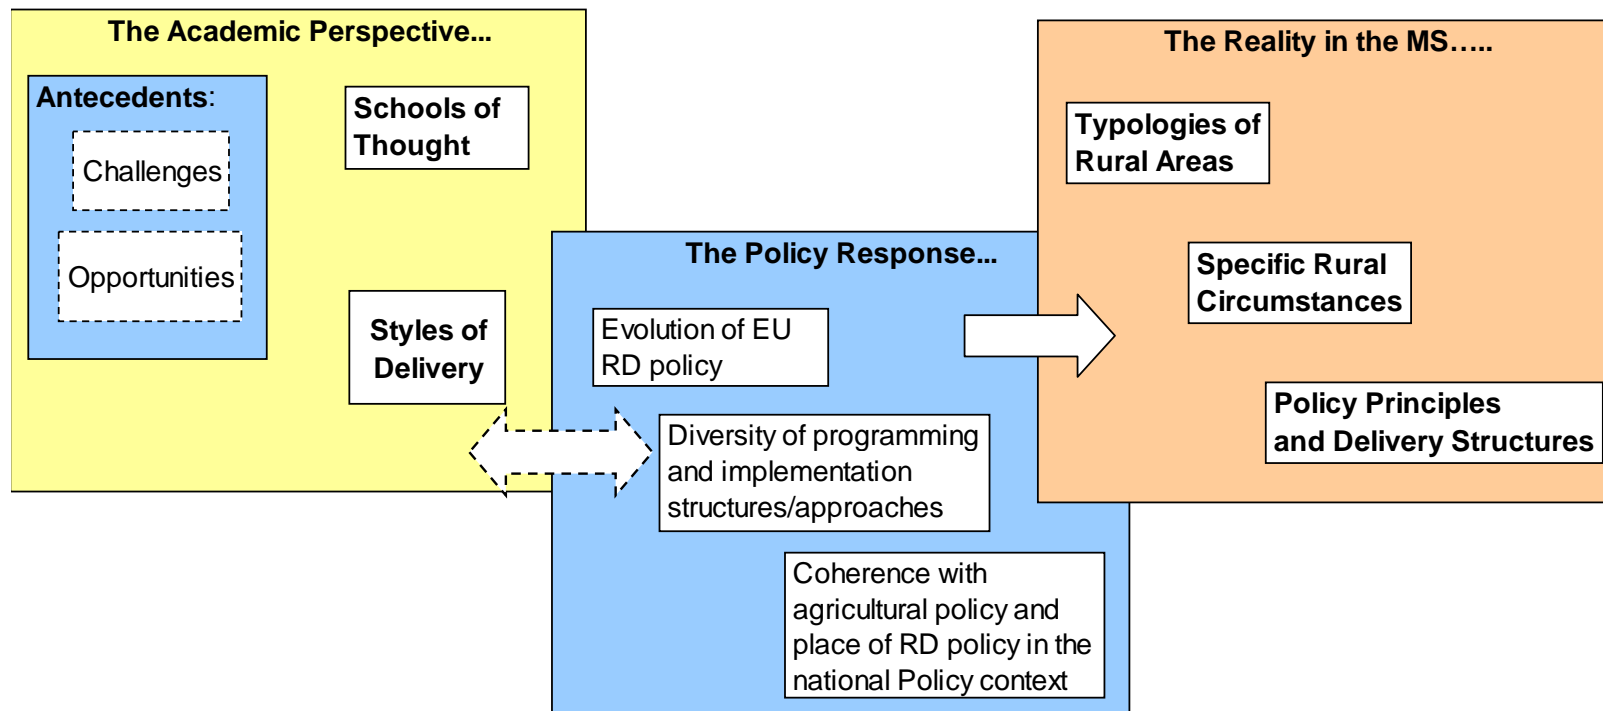 The Academic Perspective...
Antecedents:
Challenges
Opportunities
Schools of
Thought
Styles of
Delivery
The Policy Response...
Evolution of EU
RD policy
Diversity of programming
and implementation
structures/approaches
Coherence with
agricultural policy and
place of RD policy in the
national Policy context
The Reality in the MS.....
Typologies of
Rural Areas
Specific Rural
Circumstances
Policy Principles
and Delivery Structures